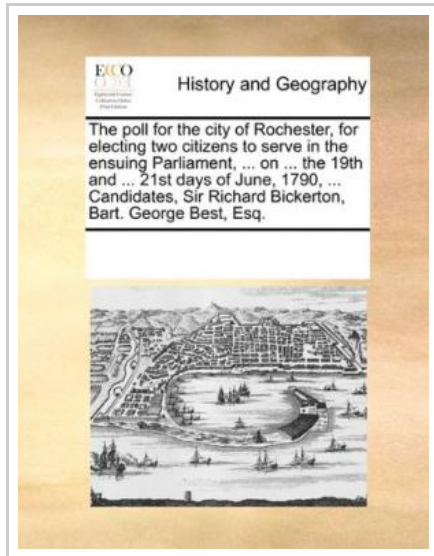 ECCO
History and Geography
The poll for the city of Rochester, for
electing two citizens to serve in the
ensuing Parliament, ... on ... the 19th
and ... 21st days of June, 1790, ...
Candidates, Sir Richard Bickerton,
Bart. George Best, Esq.